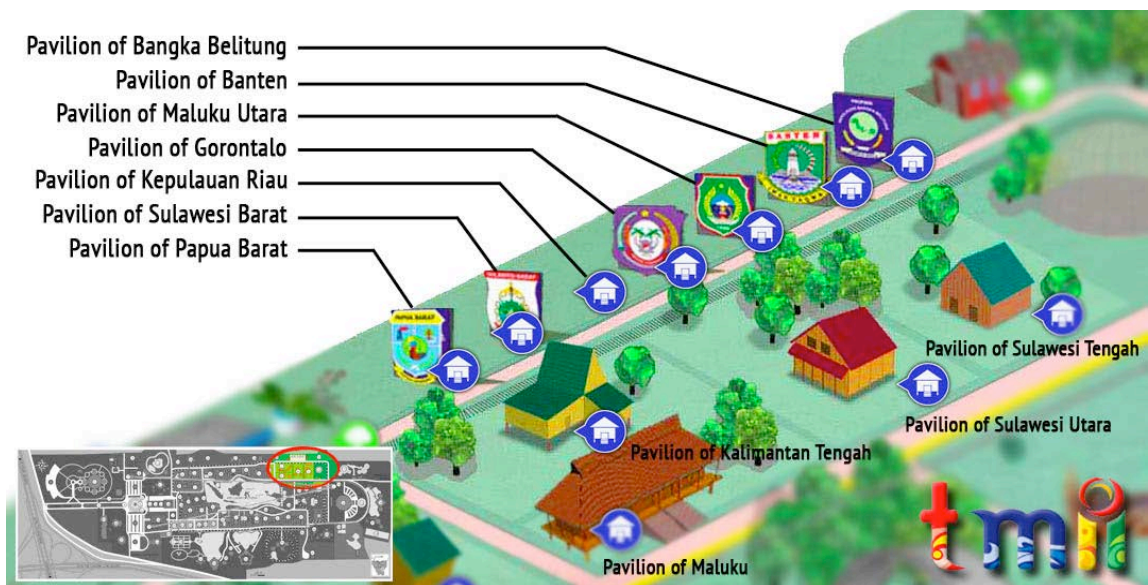 Pavilion of Bangka Belitung
Pavilion of Banten
Pavilion of Maluku Utara
Pavilion of Gorontalo
Pavilion of Kepulauan Riau
Pavilion of Sulawesi Barat
Pavilion of Papua Barat
BANTEN
PAPUA BARAT
Pavilion of Sulawesi Tengah
Pavilion of Sulawesi Utara
Pavilion of Kalimantan Tengah
Pavilion of Maluku
tmii